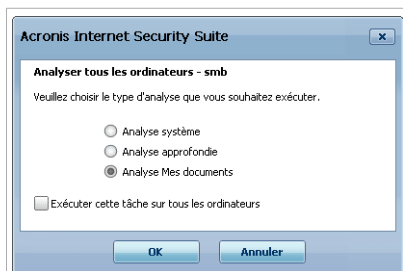 Acronis Internet Security Suite
Analyser tous les ordinateurs - smb
Veuillez choisir le type d'analyse que vous souhaitez exécuter.
Analyse système
Analyse approfondie
Analyse Mes documents
Exécuter cette tâche sur tous les ordinateurs
OK Annuler